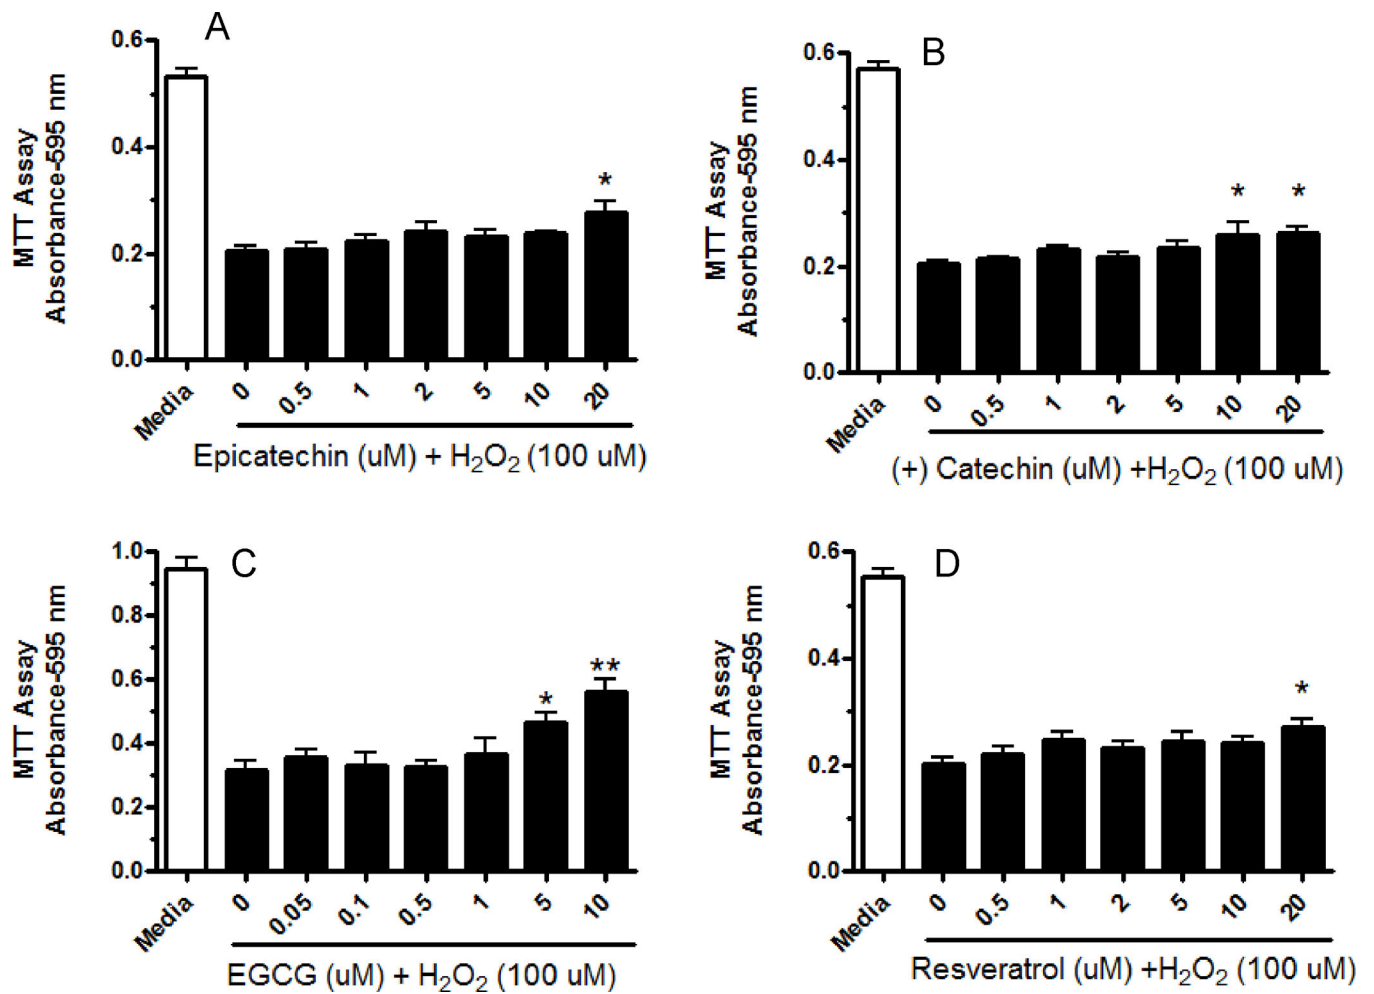 A
MTT Assay
Absorbance-595 nm
0.6
0.4
0.2
0.0
*
Media 0 0.5 1 2 5 10 20
Epicatechin (uM) + H₂O₂ (100 uM)
B
MTT Assay
Absorbance-595 nm
0.6
0.4
0.2
0.0
* *
Media 0 0.5 1 2 5 10 20
(+) Catechin (uM) +H₂O₂ (100 uM)
C
MTT Assay
Absorbance-595 nm
1.0
0.8
0.6
0.4
0.2
0.0
* **
Media 0 0.05 0.1 0.5 1 5 10
EGCG (uM) + H₂O₂ (100 uM)
D
MTT Assay
Absorbance-595 nm
0.6
0.4
0.2
0.0
*
Media 0 0.5 1 2 5 10 20
Resveratrol (uM) +H₂O₂ (100 uM)